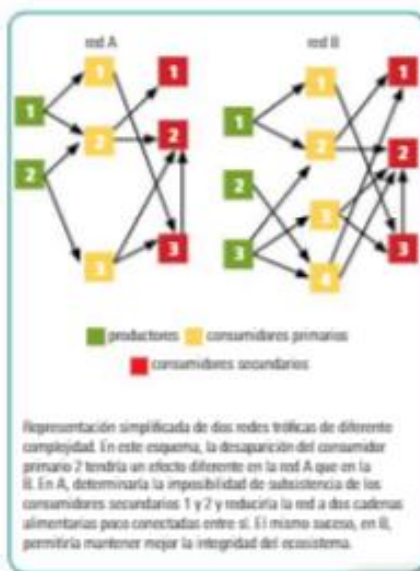 red A red B
1 1 1 1
1 2 1 2
2 2 2 2
3 3
3 3 3 4 3
productores consumidores primarios
consumidores secundarios
Representación simplificada de dos redes tróficas de diferente
complejidad. En este esquema, la desaparición del consumidor
primario 2 tendría un efecto diferente en la red A que en la
B. En A, determinaría la imposibilidad de subsistencia de los
consumidores secundarios 1 y 2 y reduciría la red a dos cadenas
alimentarias poco conectadas entre sí. El mismo suceso, en B,
permitiría mantener mejor la integridad del ecosistema.